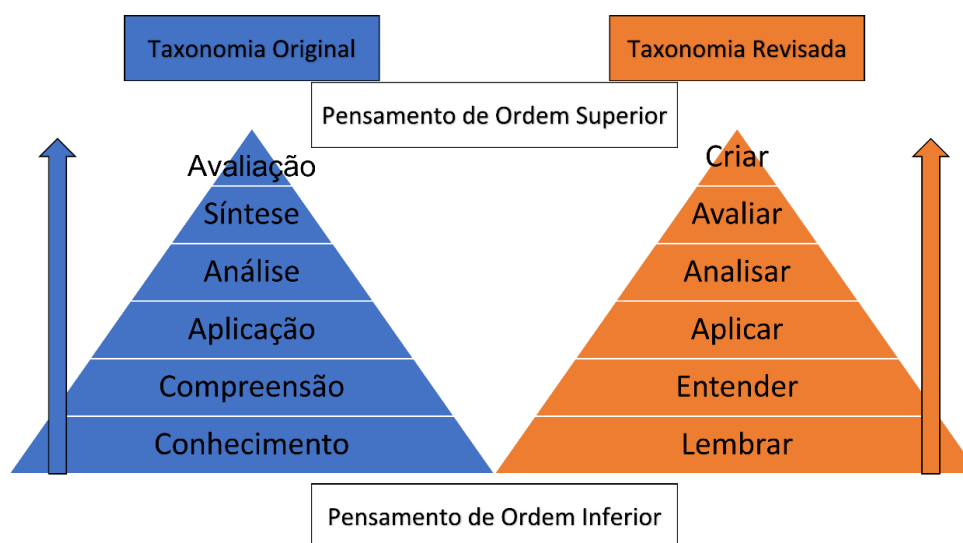 Taxonomia Original
Taxonomia Revisada
Pensamento de Ordem Superior
Avaliação
Síntese
Análise
Aplicação
Compreensão
Conhecimento
Criar
Avaliar
Analisar
Aplicar
Entender
Lembrar
Pensamento de Ordem Inferior